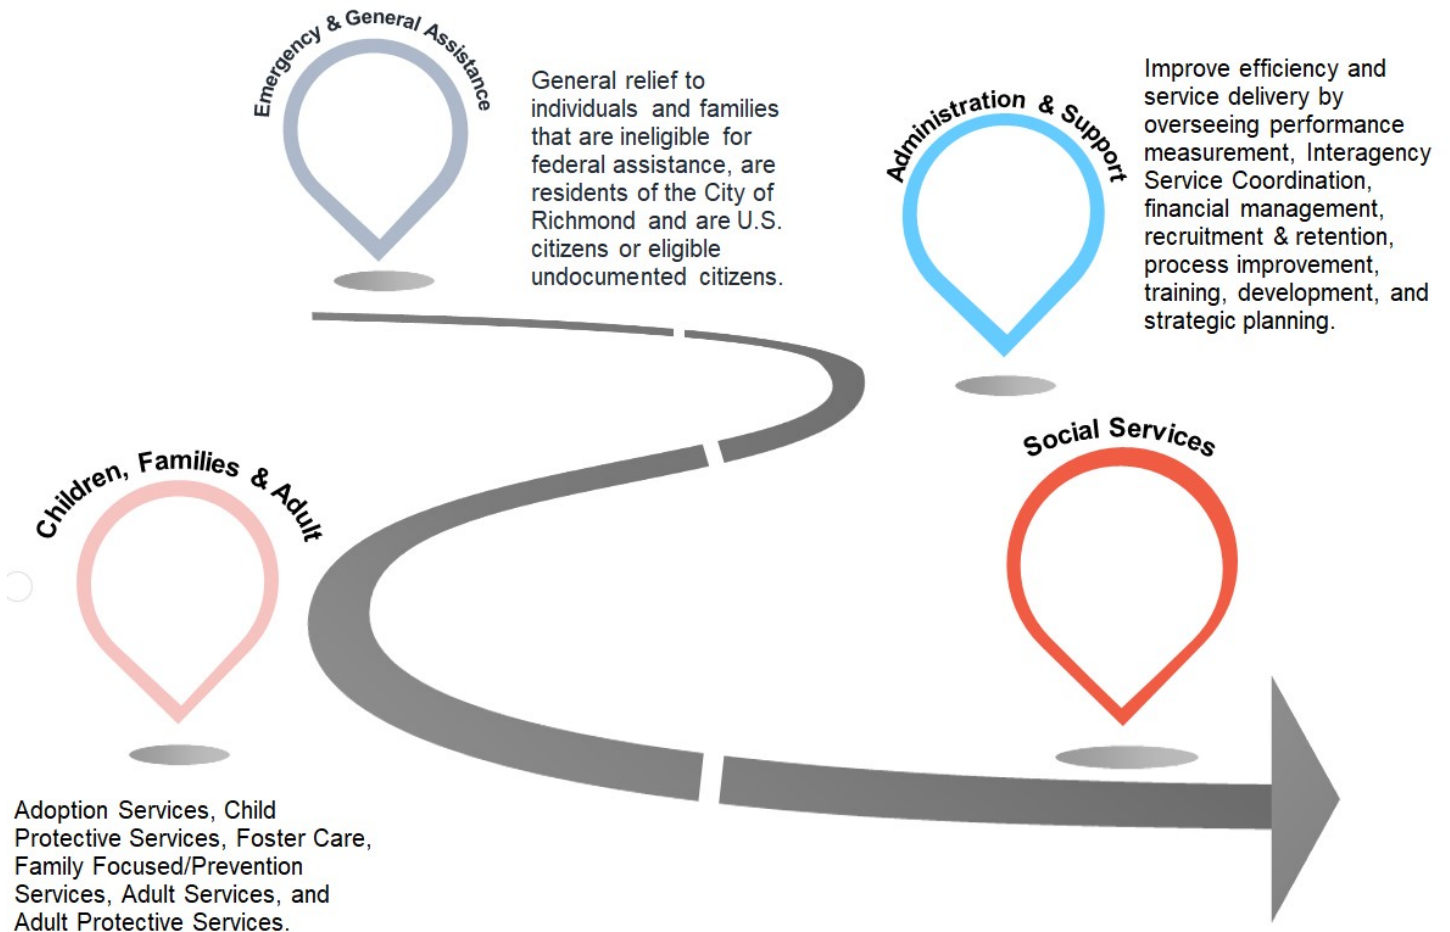 Emergency & General Assistance
General relief to
individuals and families
that are ineligible for
federal assistance, are
residents of the City of
Richmond and are U.S.
citizens or eligible
undocumented citizens.
Administration & Support
Improve efficiency and
service delivery by
overseeing performance
measurement, Interagency
Service Coordination,
financial management,
recruitment & retention,
process improvement,
training, development, and
strategic planning.
Children, Families & Adult
Adoption Services, Child
Protective Services, Foster Care,
Family Focused/Prevention
Services, Adult Services, and
Adult Protective Services.
Social Services